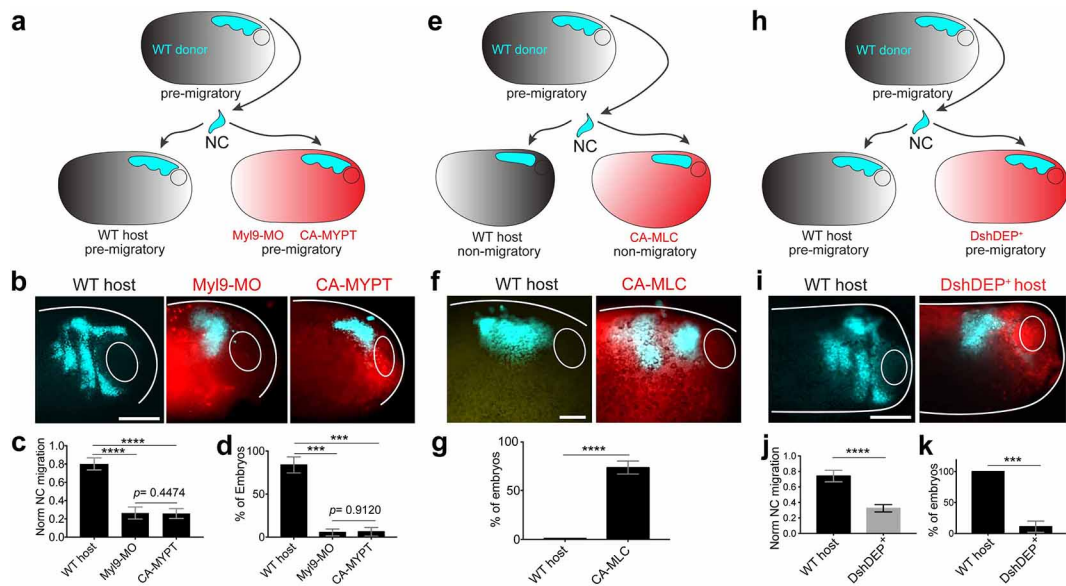 a
WT donor
pre-migratory
NC
WT host
pre-migratory
Myl9-MO CA-MYPT
pre-migratory
e
WT donor
pre-migratory
NC
WT host
non-migratory
CA-MLC
non-migratory
h
WT donor
pre-migratory
NC
WT host
pre-migratory
DshDEP⁺
pre-migratory
b
WT host
Myl9-MO
CA-MYPT
f
WT host
CA-MLC
i
WT host
DshDEP⁺ host
c
Norm NC migration
1.0
0.8
0.6
0.4
0.2
0
****
****
p= 0.4474
WT host
Myl9-MO
CA-MYPT
d
% of Embryos
100
50
0
***
***
p= 0.9120
WT host
Myl9-MO
CA-MYPT
g
% of embryos
100
50
0
****
WT host
CA-MLC
j
Norm NC migration
1.0
0.8
0.6
0.4
0.2
0
****
WT host
DshDEP⁺
k
% of embryos
100
50
0
***
WT host
DshDEP⁺